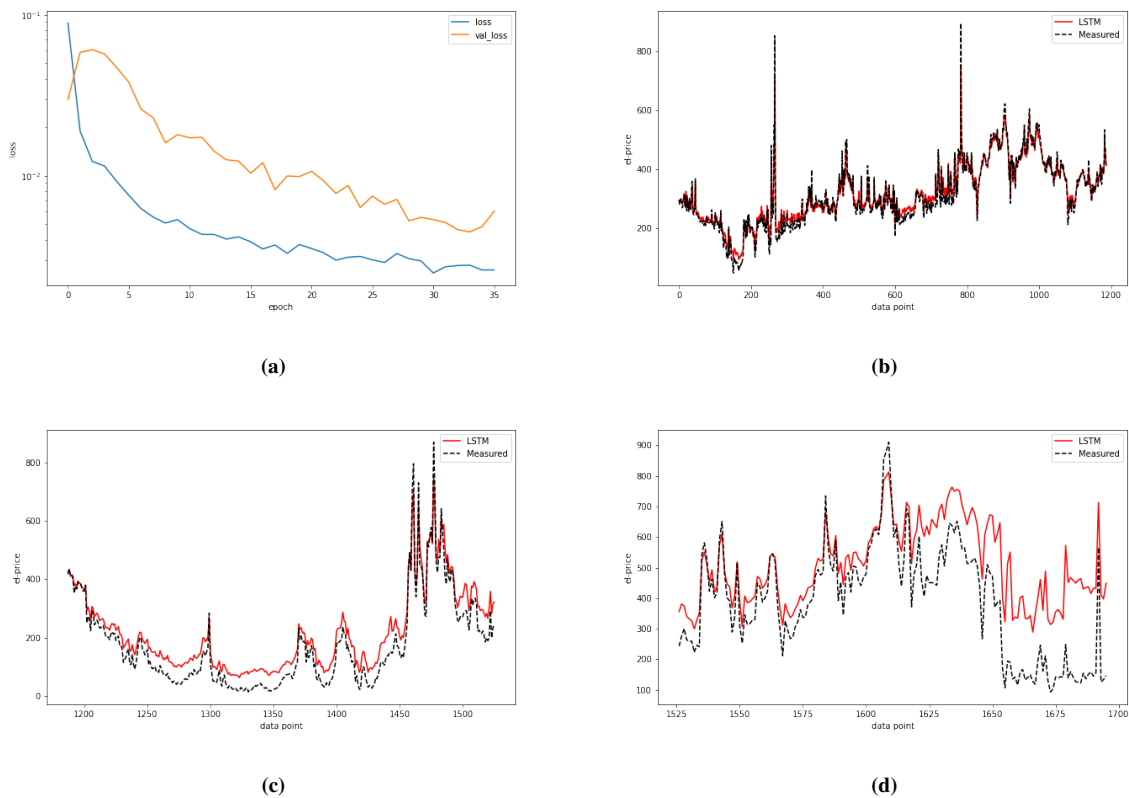 10⁻¹
loss
val_loss
10⁻²
loss
0 5 10 15 20 25 30 35
epoch
(a)
LSTM
Measured
800
600
400
200
el-price
0 200 400 600 800 1000 1200
data point
(b)
LSTM
Measured
800
600
400
200
0
el-price
1200 1250 1300 1350 1400 1450 1500
data point
(c)
LSTM
Measured
900
800
700
600
500
400
300
200
100
el-price
1525 1550 1575 1600 1625 1650 1675 1700
data point
(d)